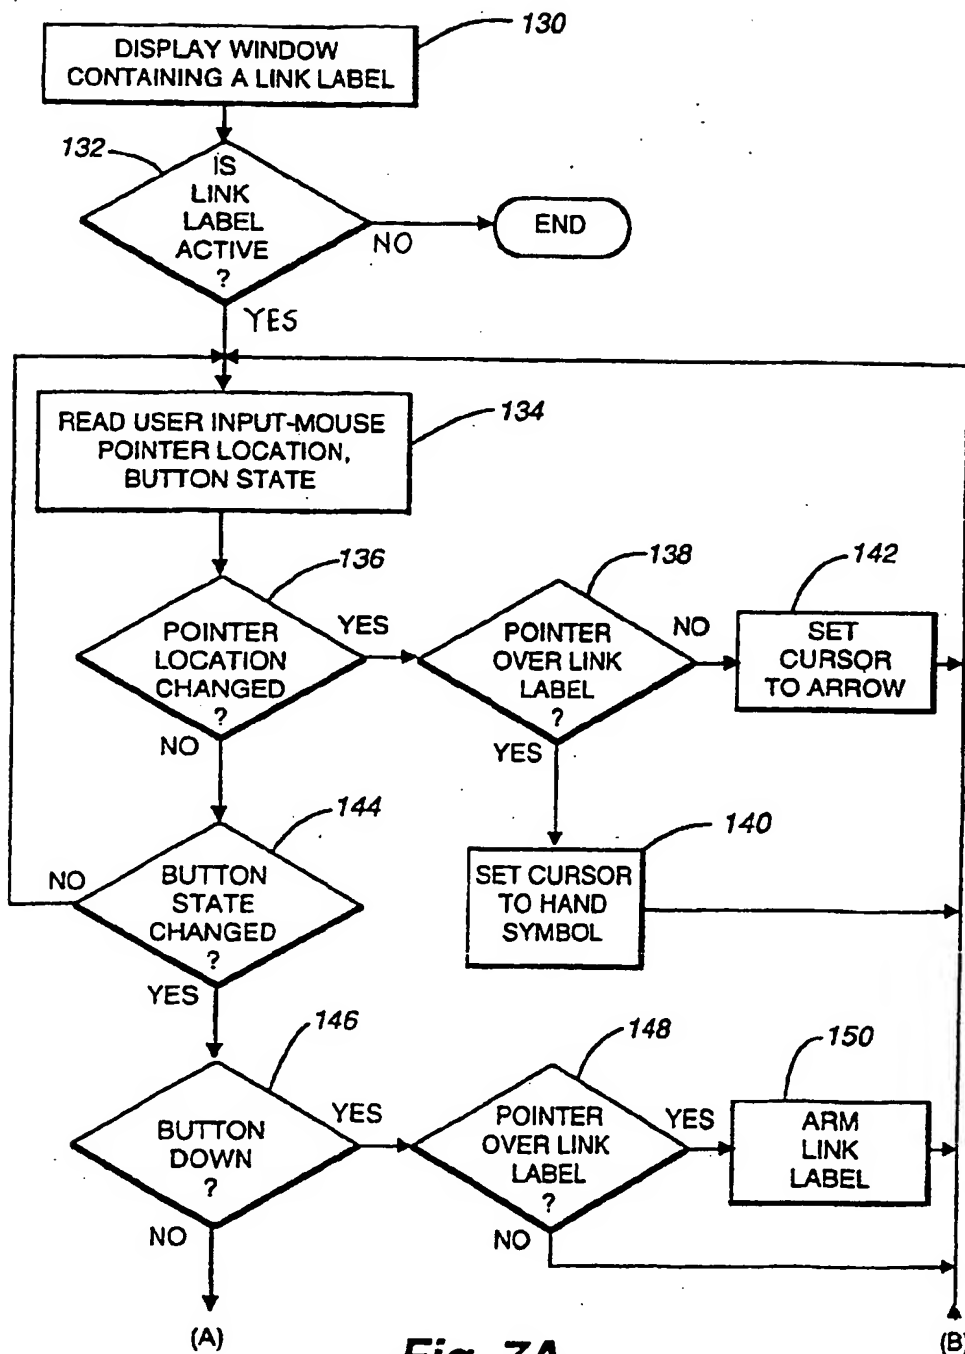 130
DISPLAY WINDOW
CONTAINING A LINK LABEL
132
IS
LINK
LABEL
ACTIVE
?
NO
END
YES
READ USER INPUT-MOUSE
POINTER LOCATION,
BUTTON STATE
134
136
POINTER
LOCATION
CHANGED
?
YES
NO
138
POINTER
OVER LINK
LABEL
?
NO
YES
142
SET
CURSOR
TO ARROW
144
BUTTON
STATE
CHANGED
?
NO
YES
140
SET CURSOR
TO HAND
SYMBOL
146
BUTTON
DOWN
?
YES
NO
148
POINTER
OVER LINK
LABEL
?
YES
NO
150
ARM
LINK
LABEL
(A)
Fig. 7A
(B)